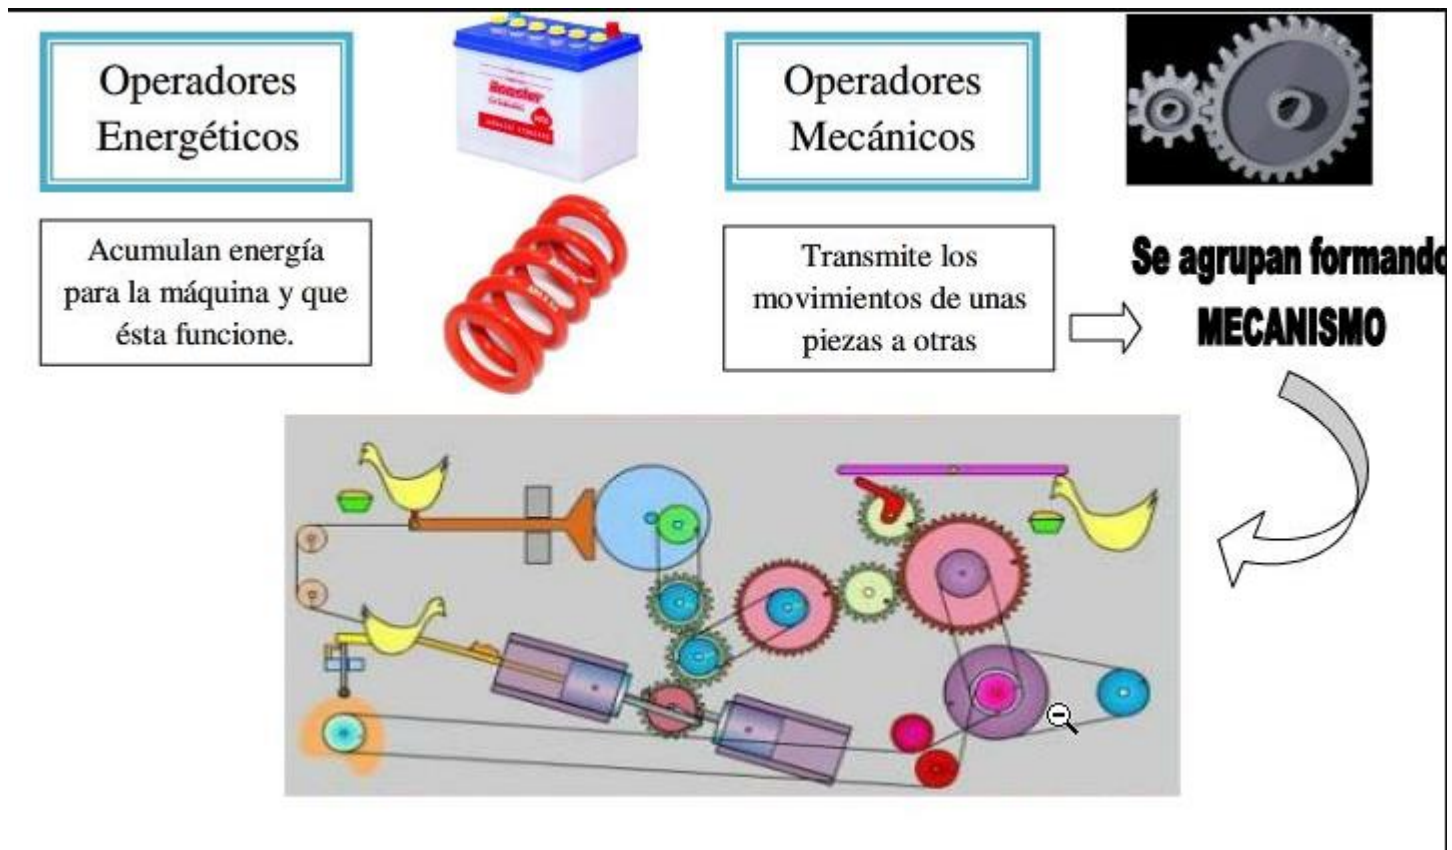 Operadores
Energéticos
Acumulan energía
para la máquina y que
ésta funcione.
Booster
Operadores
Mecánicos
Transmite los
movimientos de unas
piezas a otras
Se agrupan formando
MECANISMO